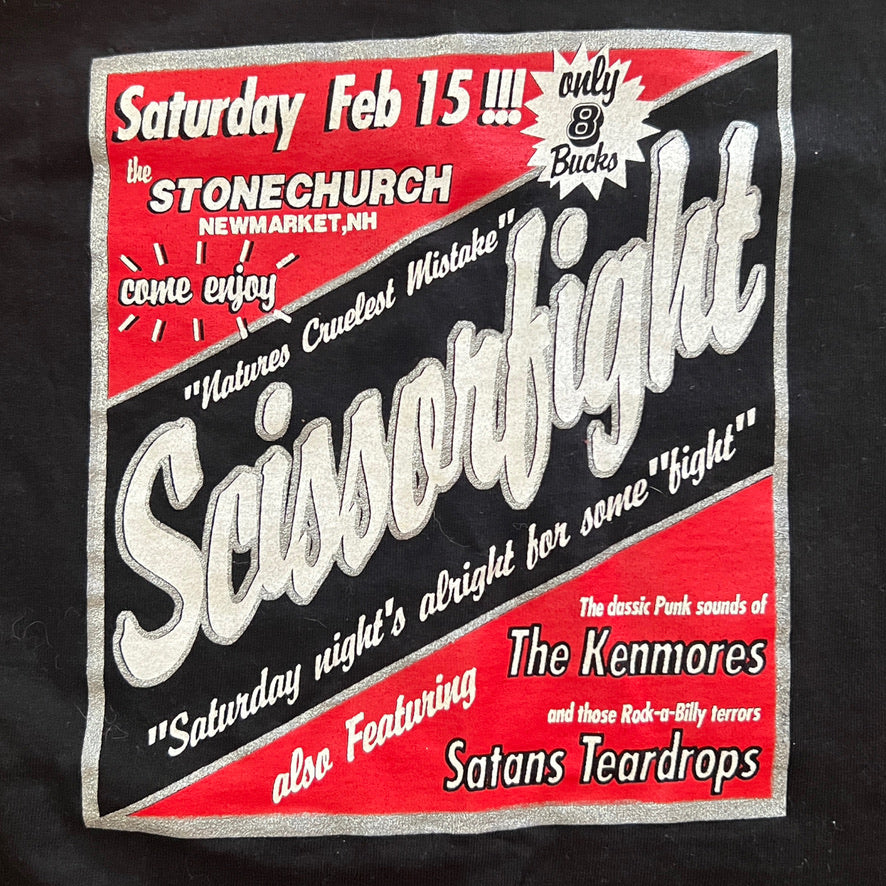 Saturday Feb 15 !!!
only
8
Bucks
the
STONECHURCH
NEWMARKET, NH
come enjoy
"Natures Cruelest Mistake"
Scissorfight
"Saturday night's alright for some "fight"
also Featuring
The classic Punk sounds of
The Kenmores
and those Rock-a-Billy terrors
Satans Teardrops